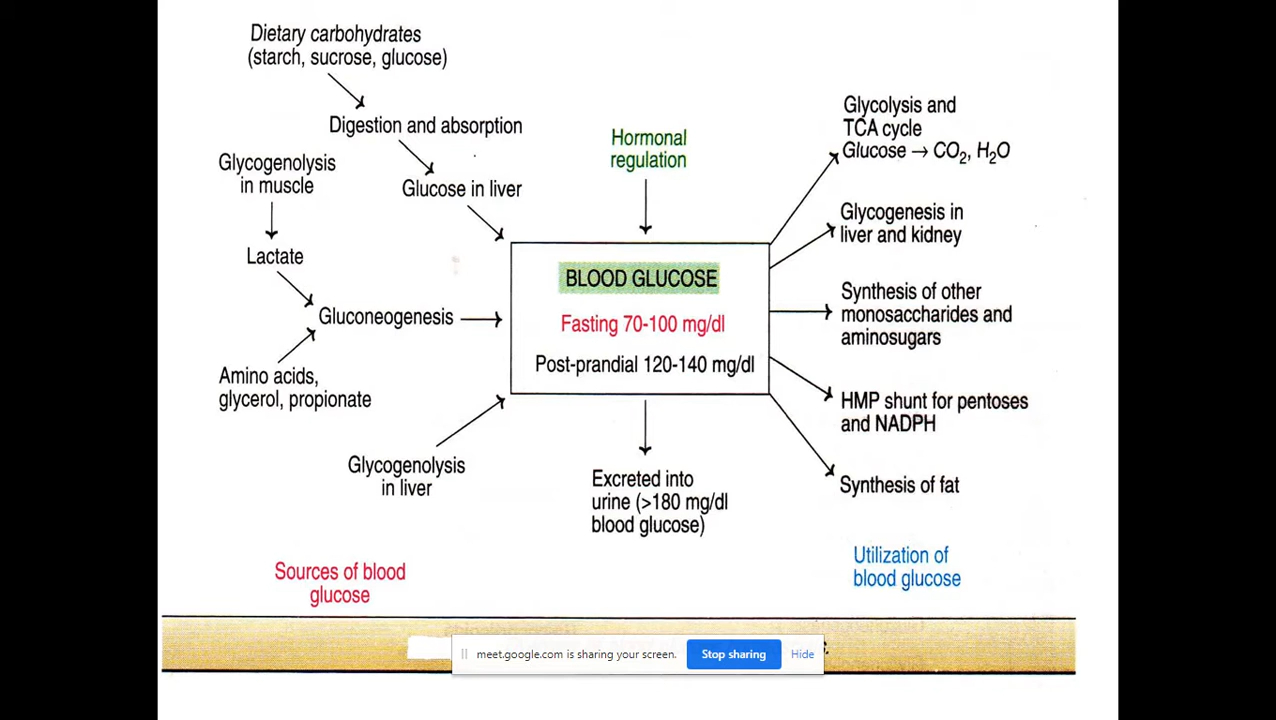 Dietary carbohydrates
(starch, sucrose, glucose)
Digestion and absorption
Glycogenolysis
in muscle
Glucose in liver
Lactate
Gluconeogenesis
Amino acids,
glycerol, propionate
Glycogenolysis
in liver
Sources of blood
glucose
Hormonal
regulation
BLOOD GLUCOSE
Fasting 70-100 mg/dl
Post-prandial 120-140 mg/dl
Excreted into
urine (>180 mg/dl
blood glucose)
Glycolysis and
TCA cycle
Glucose → CO₂, H₂O
Glycogenesis in
liver and kidney
Synthesis of other
monosaccharides and
aminosugars
HMP shunt for pentoses
and NADPH
Synthesis of fat
Utilization of
blood glucose
meet.google.com is sharing your screen.
Stop sharing
Hide